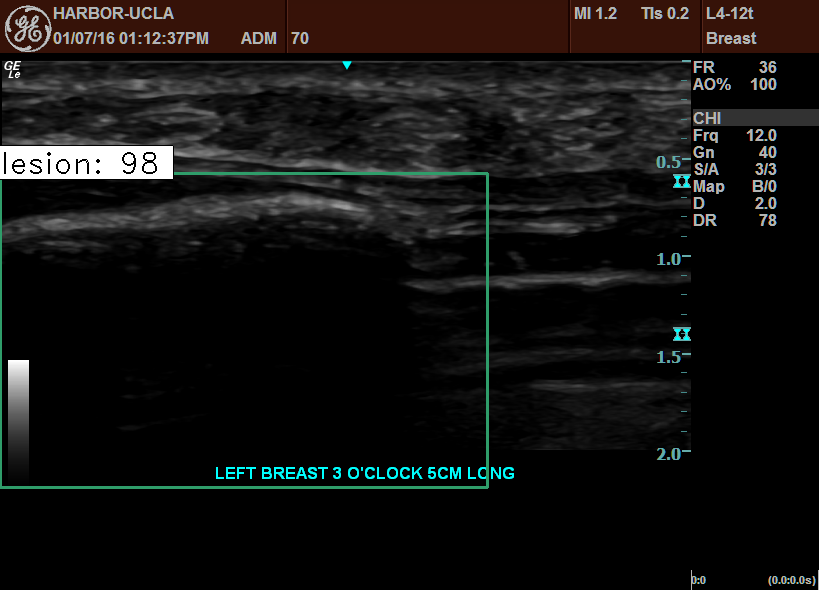 HARBOR-UCLA
01/07/16 01:12:37PM ADM 70
MI 1.2 TIs 0.2
L4-12t
Breast
GE
Le
FR 36
AO% 100
CHI
Frq 12.0
Gn 40
S/A 3/3
Map B/0
D 2.0
DR 78
lesion: 98
0.5
1.0
1.5
2.0
LEFT BREAST 3 O'CLOCK 5CM LONG
0:0 (0.0:0.0s)